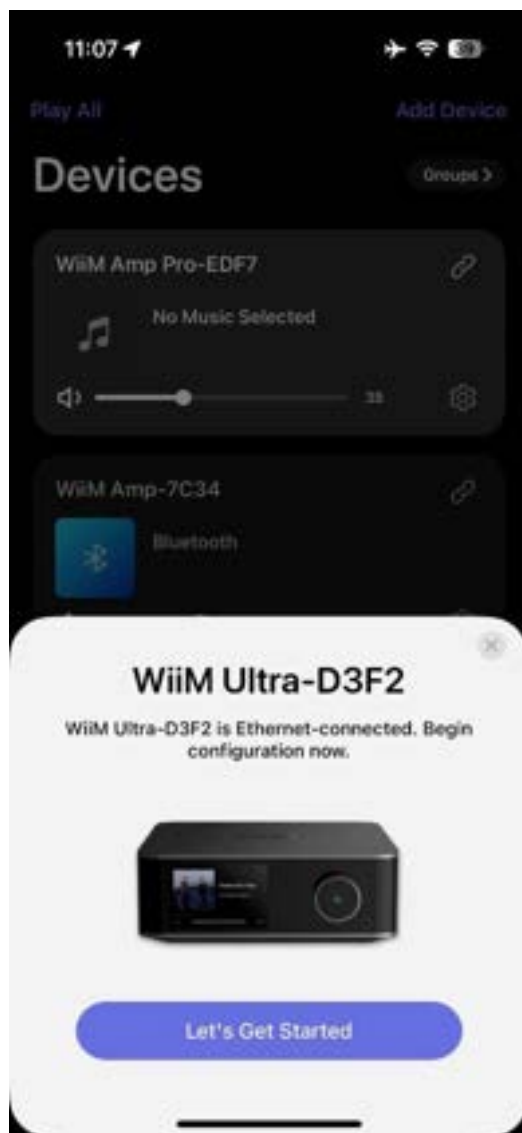 11:07
Play All
Add Device
Devices
Groups >
WiiM Amp Pro-EDF7
No Music Selected
38
WiiM Amp-7C34
Bluetooth
WiiM Ultra-D3F2
WiiM Ultra-D3F2 is Ethernet-connected. Begin
configuration now.
Let's Get Started